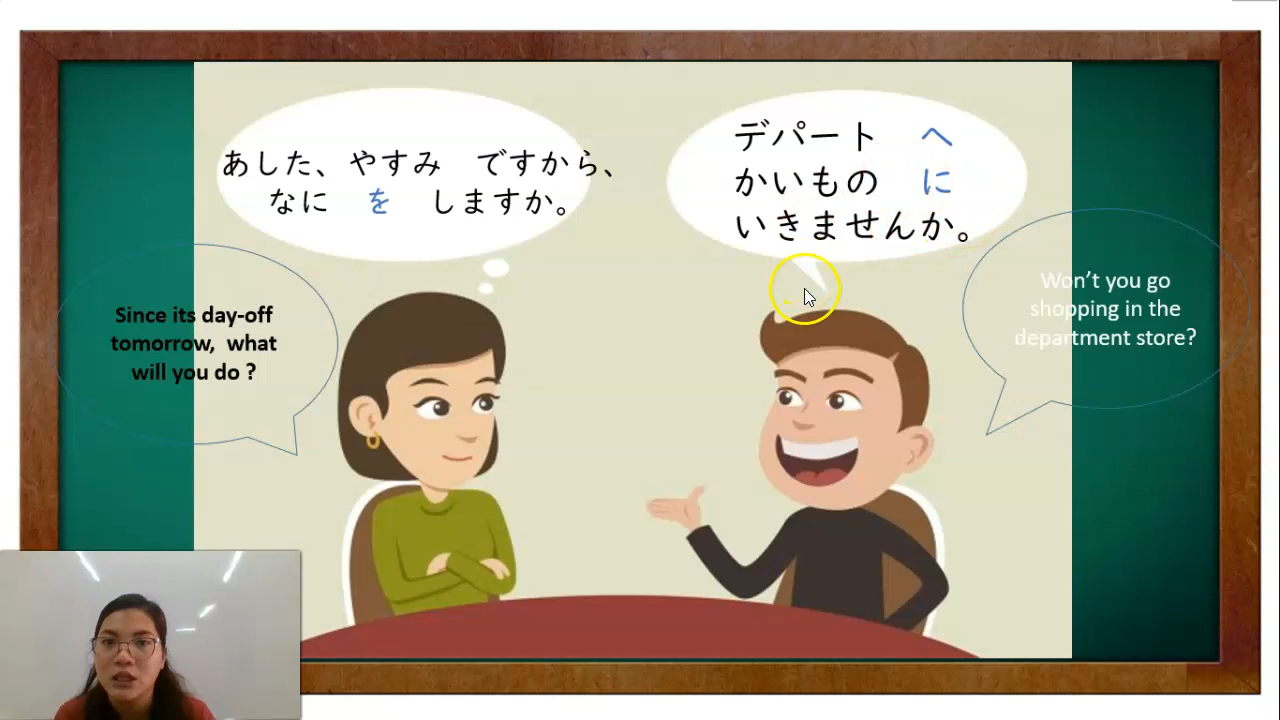 あした、やすみ　ですから、
なに　を　しますか。
デパート　へ
かいもの　に
いきませんか。
Since its day-off
tomorrow, what
will you do ?
Won't you go
shopping in the
department store?